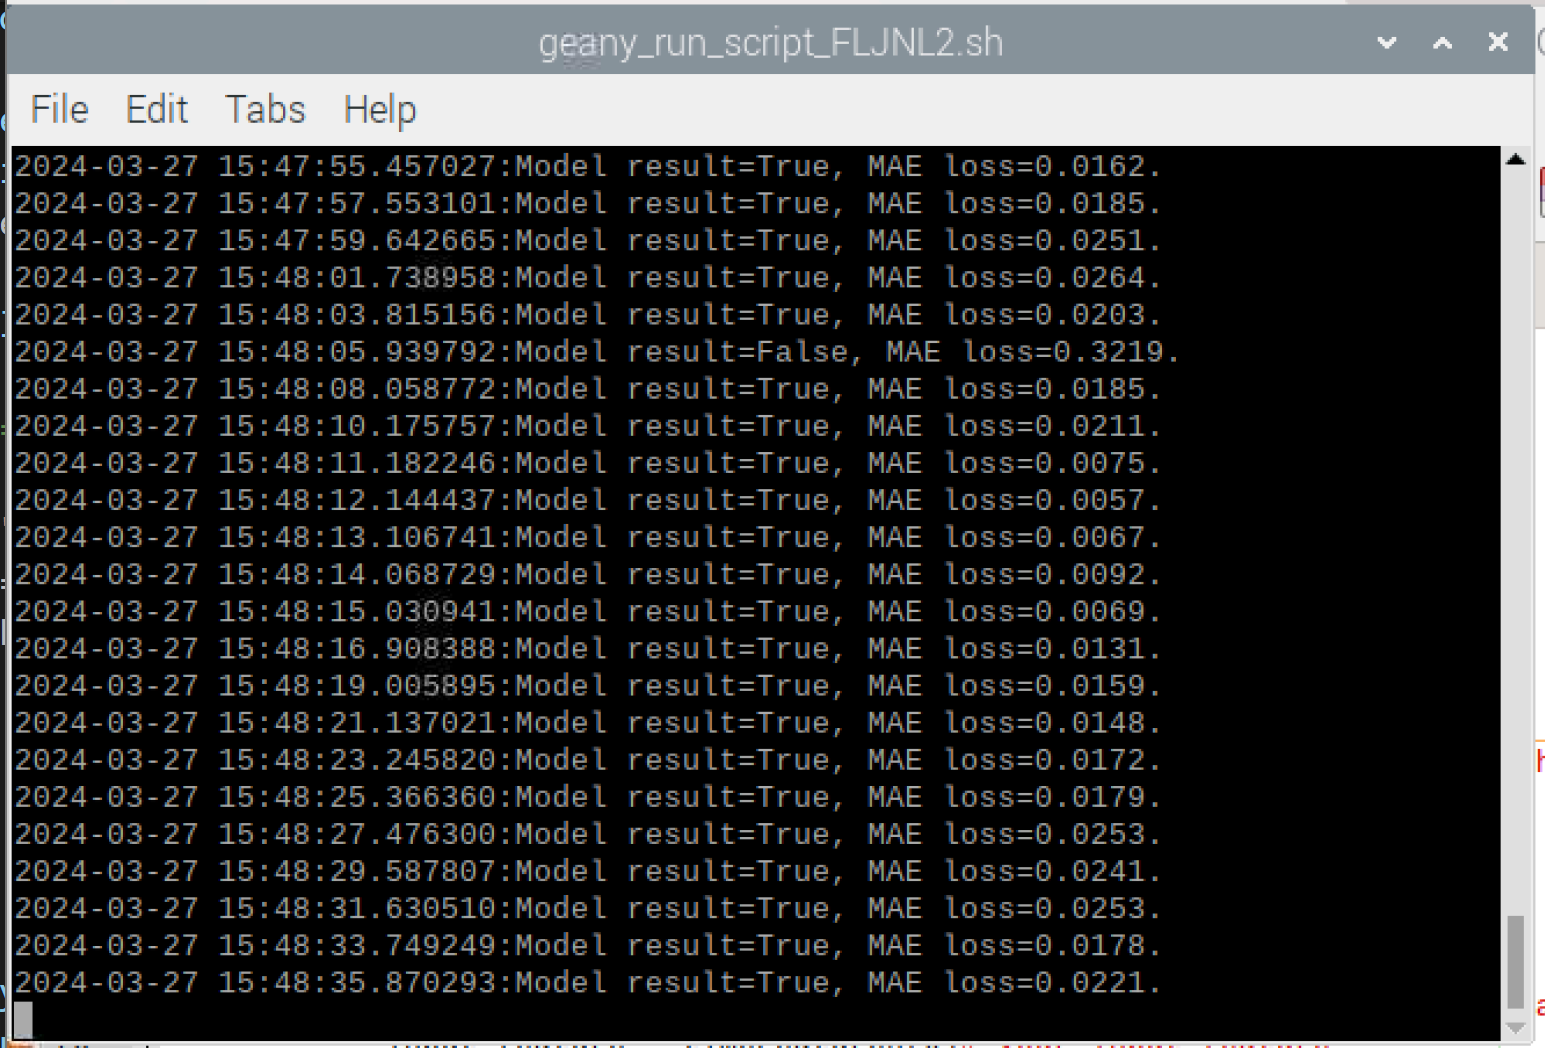 geany_run_script_FLJNL2.sh
File Edit Tabs Help
2024-03-27 15:47:55.457027:Model result=True, MAE loss=0.0162.
2024-03-27 15:47:57.553101:Model result=True, MAE loss=0.0185.
2024-03-27 15:47:59.642665:Model result=True, MAE loss=0.0251.
2024-03-27 15:48:01.738958:Model result=True, MAE loss=0.0264.
2024-03-27 15:48:03.815156:Model result=True, MAE loss=0.0203.
2024-03-27 15:48:05.939792:Model result=False, MAE loss=0.3219.
2024-03-27 15:48:08.058772:Model result=True, MAE loss=0.0185.
2024-03-27 15:48:10.175757:Model result=True, MAE loss=0.0211.
2024-03-27 15:48:11.182246:Model result=True, MAE loss=0.0075.
2024-03-27 15:48:12.144437:Model result=True, MAE loss=0.0057.
2024-03-27 15:48:13.106741:Model result=True, MAE loss=0.0067.
2024-03-27 15:48:14.068729:Model result=True, MAE loss=0.0092.
2024-03-27 15:48:15.030941:Model result=True, MAE loss=0.0069.
2024-03-27 15:48:16.908388:Model result=True, MAE loss=0.0131.
2024-03-27 15:48:19.005895:Model result=True, MAE loss=0.0159.
2024-03-27 15:48:21.137021:Model result=True, MAE loss=0.0148.
2024-03-27 15:48:23.245820:Model result=True, MAE loss=0.0172.
2024-03-27 15:48:25.366360:Model result=True, MAE loss=0.0179.
2024-03-27 15:48:27.476300:Model result=True, MAE loss=0.0253.
2024-03-27 15:48:29.587807:Model result=True, MAE loss=0.0241.
2024-03-27 15:48:31.630510:Model result=True, MAE loss=0.0253.
2024-03-27 15:48:33.749249:Model result=True, MAE loss=0.0178.
2024-03-27 15:48:35.870293:Model result=True, MAE loss=0.0221.